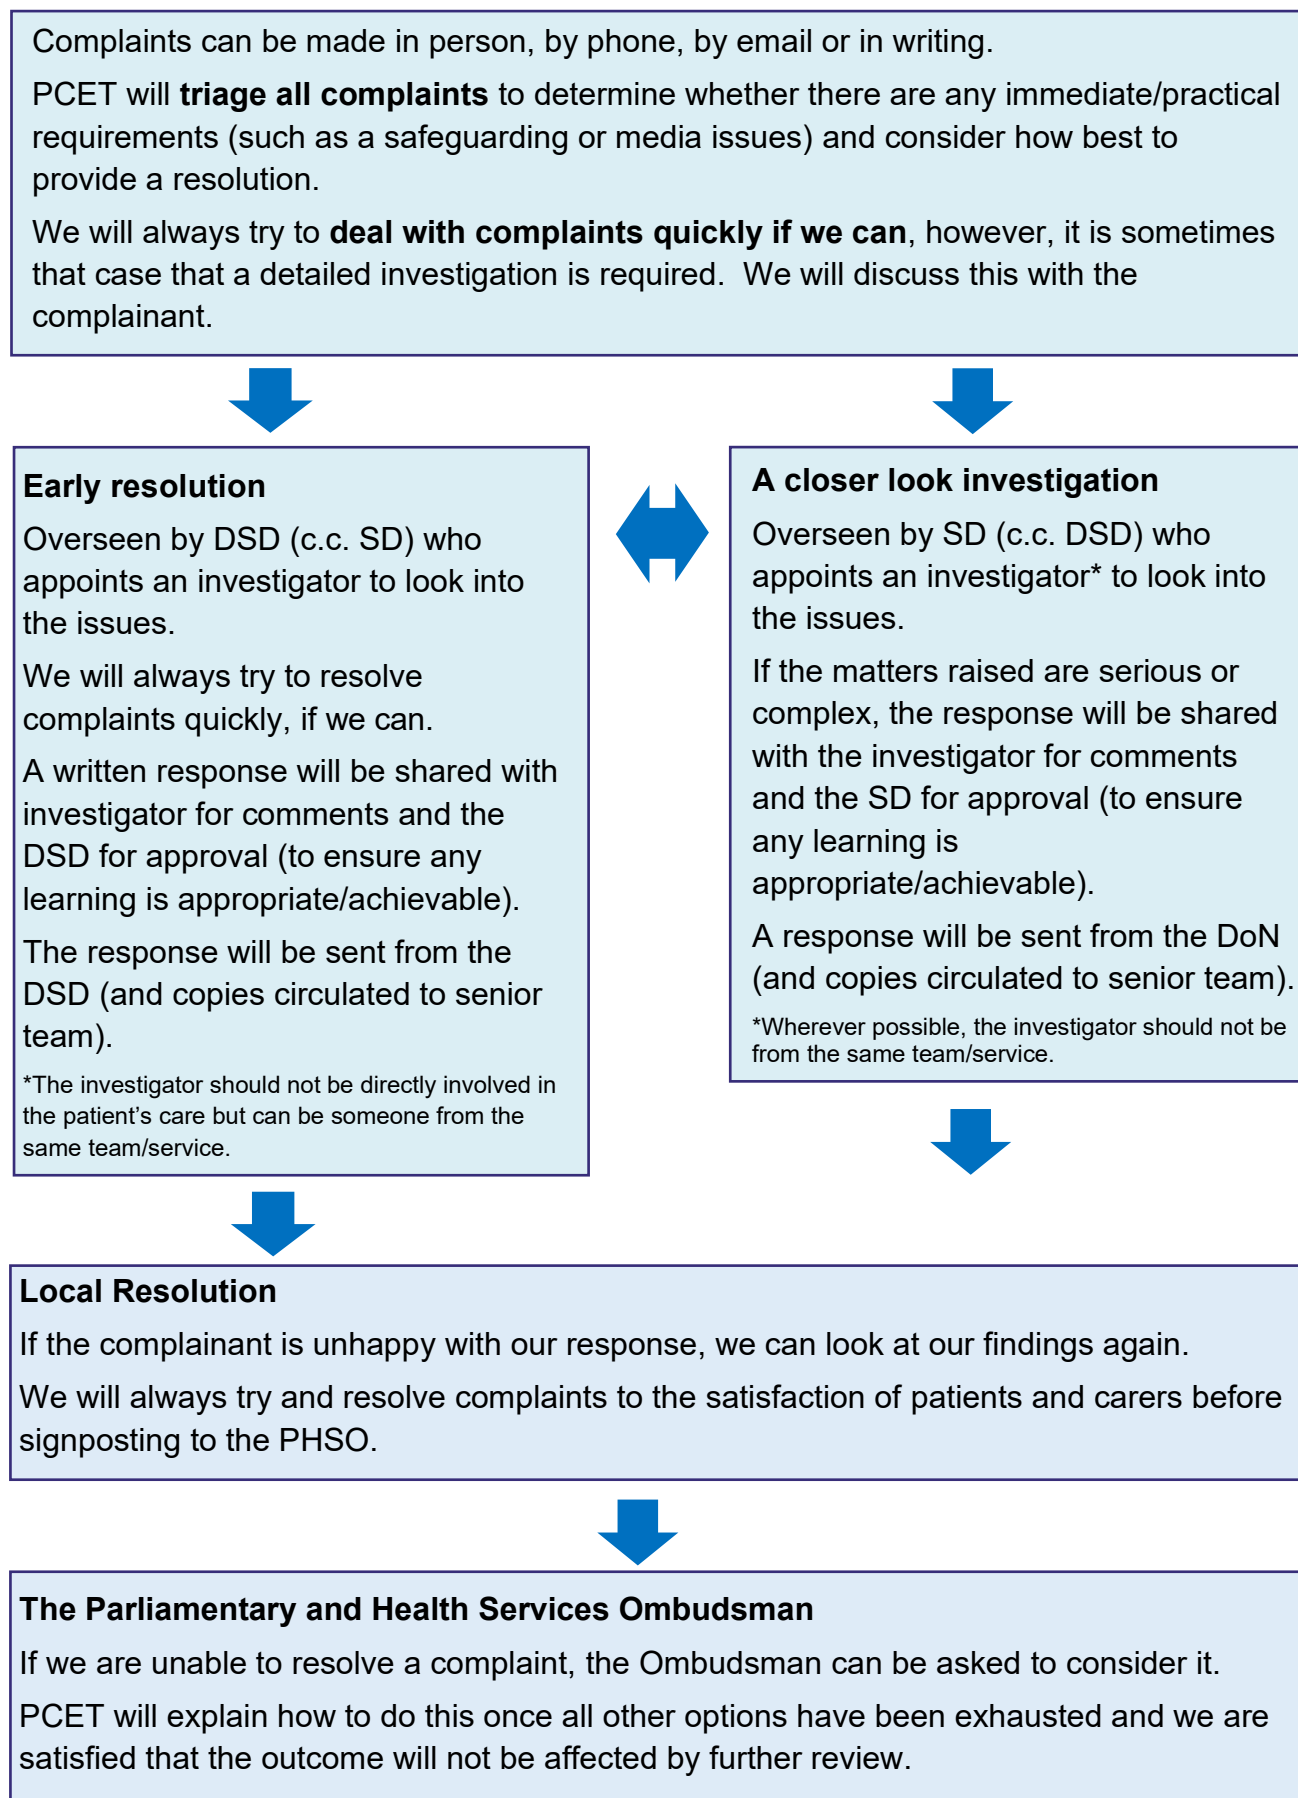 Complaints can be made in person, by phone, by email or in writing.
PCET will triage all complaints to determine whether there are any immediate/practical
requirements (such as a safeguarding or media issues) and consider how best to
provide a resolution.
We will always try to deal with complaints quickly if we can, however, it is sometimes
that case that a detailed investigation is required.  We will discuss this with the
complainant.
Early resolution
Overseen by DSD (c.c. SD) who
appoints an investigator to look into
the issues.
We will always try to resolve
complaints quickly, if we can.
A written response will be shared with
investigator for comments and the
DSD for approval (to ensure any
learning is appropriate/achievable).
The response will be sent from the
DSD (and copies circulated to senior
team).
*The investigator should not be directly involved in
the patient’s care but can be someone from the
same team/service.
A closer look investigation
Overseen by SD (c.c. DSD) who
appoints an investigator* to look into
the issues.
If the matters raised are serious or
complex, the response will be shared
with the investigator for comments
and the SD for approval (to ensure
any learning is
appropriate/achievable).
A response will be sent from the DoN
(and copies circulated to senior team).
*Wherever possible, the investigator should not be
from the same team/service.
Local Resolution
If the complainant is unhappy with our response, we can look at our findings again.
We will always try and resolve complaints to the satisfaction of patients and carers before
signposting to the PHSO.
The Parliamentary and Health Services Ombudsman
If we are unable to resolve a complaint, the Ombudsman can be asked to consider it.
PCET will explain how to do this once all other options have been exhausted and we are
satisfied that the outcome will not be affected by further review.